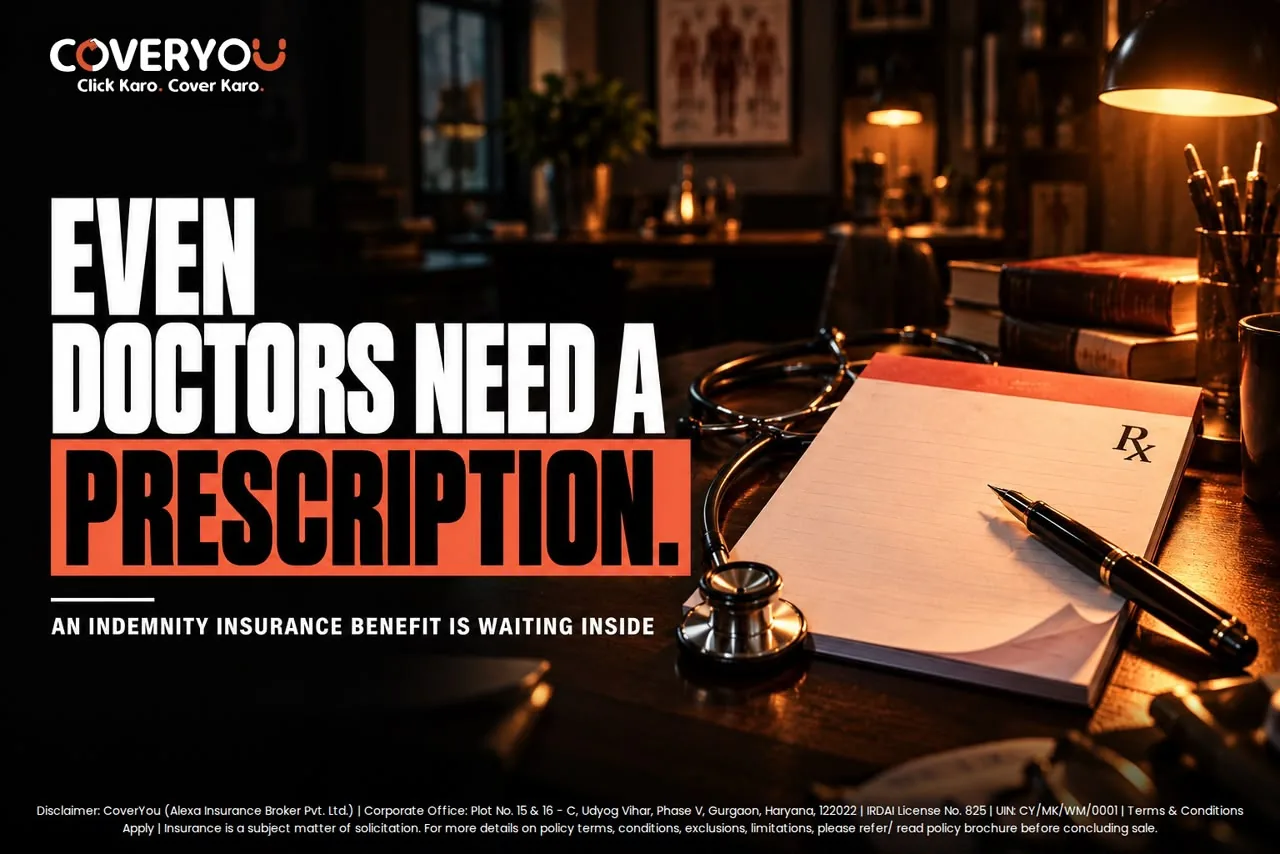 COVERYOU
Click Karo. Cover Karo.
EVEN
DOCTORS NEED A
PRESCRIPTION.
AN INDEMNITY INSURANCE BENEFIT IS WAITING INSIDE
Rx
Disclaimer: CoverYou (Alexa Insurance Broker Pvt. Ltd.) | Corporate Office: Plot No. 15 & 16 - C, Udyog Vihar, Phase V, Gurgaon, Haryana, 122022 | IRDAI License No. 825 | UIN: CY/MK/WM/0001 | Terms & Conditions
Apply | Insurance is a subject matter of solicitation. For more details on policy terms, conditions, exclusions, limitations, please refer/ read policy brochure before concluding sale.